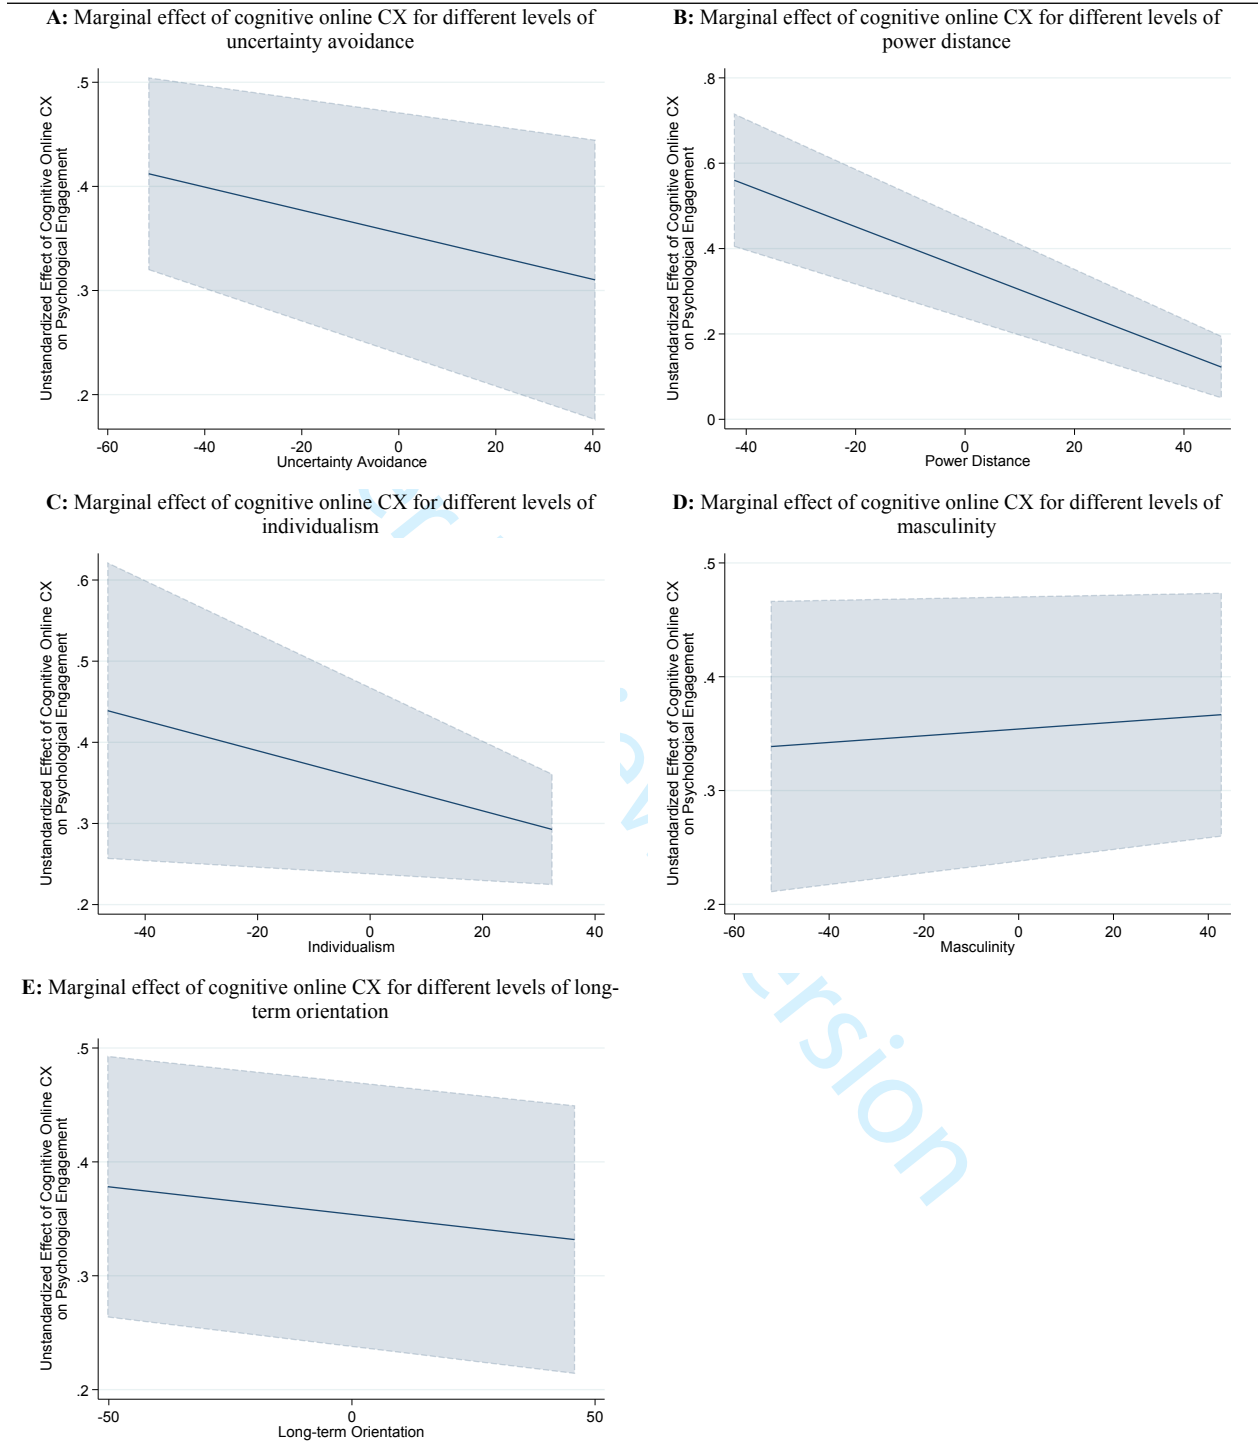 A: Marginal effect of cognitive online CX for different levels of
uncertainty avoidance
Unstandardized Effect of Cognitive Online CX
on Psychological Engagement
.5
.4
.3
.2
-60 -40 -20 0 20 40
Uncertainty Avoidance
B: Marginal effect of cognitive online CX for different levels of
power distance
Unstandardized Effect of Cognitive Online CX
on Psychological Engagement
.8
.6
.4
.2
0
-40 -20 0 20 40
Power Distance
C: Marginal effect of cognitive online CX for different levels of
individualism
Unstandardized Effect of Cognitive Online CX
on Psychological Engagement
.6
.5
.4
.3
.2
-40 -20 0 20 40
Individualism
D: Marginal effect of cognitive online CX for different levels of
masculinity
Unstandardized Effect of Cognitive Online CX
on Psychological Engagement
.5
.4
.3
.2
-60 -40 -20 0 20 40
Masculinity
E: Marginal effect of cognitive online CX for different levels of long-
term orientation
Unstandardized Effect of Cognitive Online CX
on Psychological Engagement
.5
.4
.3
.2
-50 0 50
Long-term Orientation